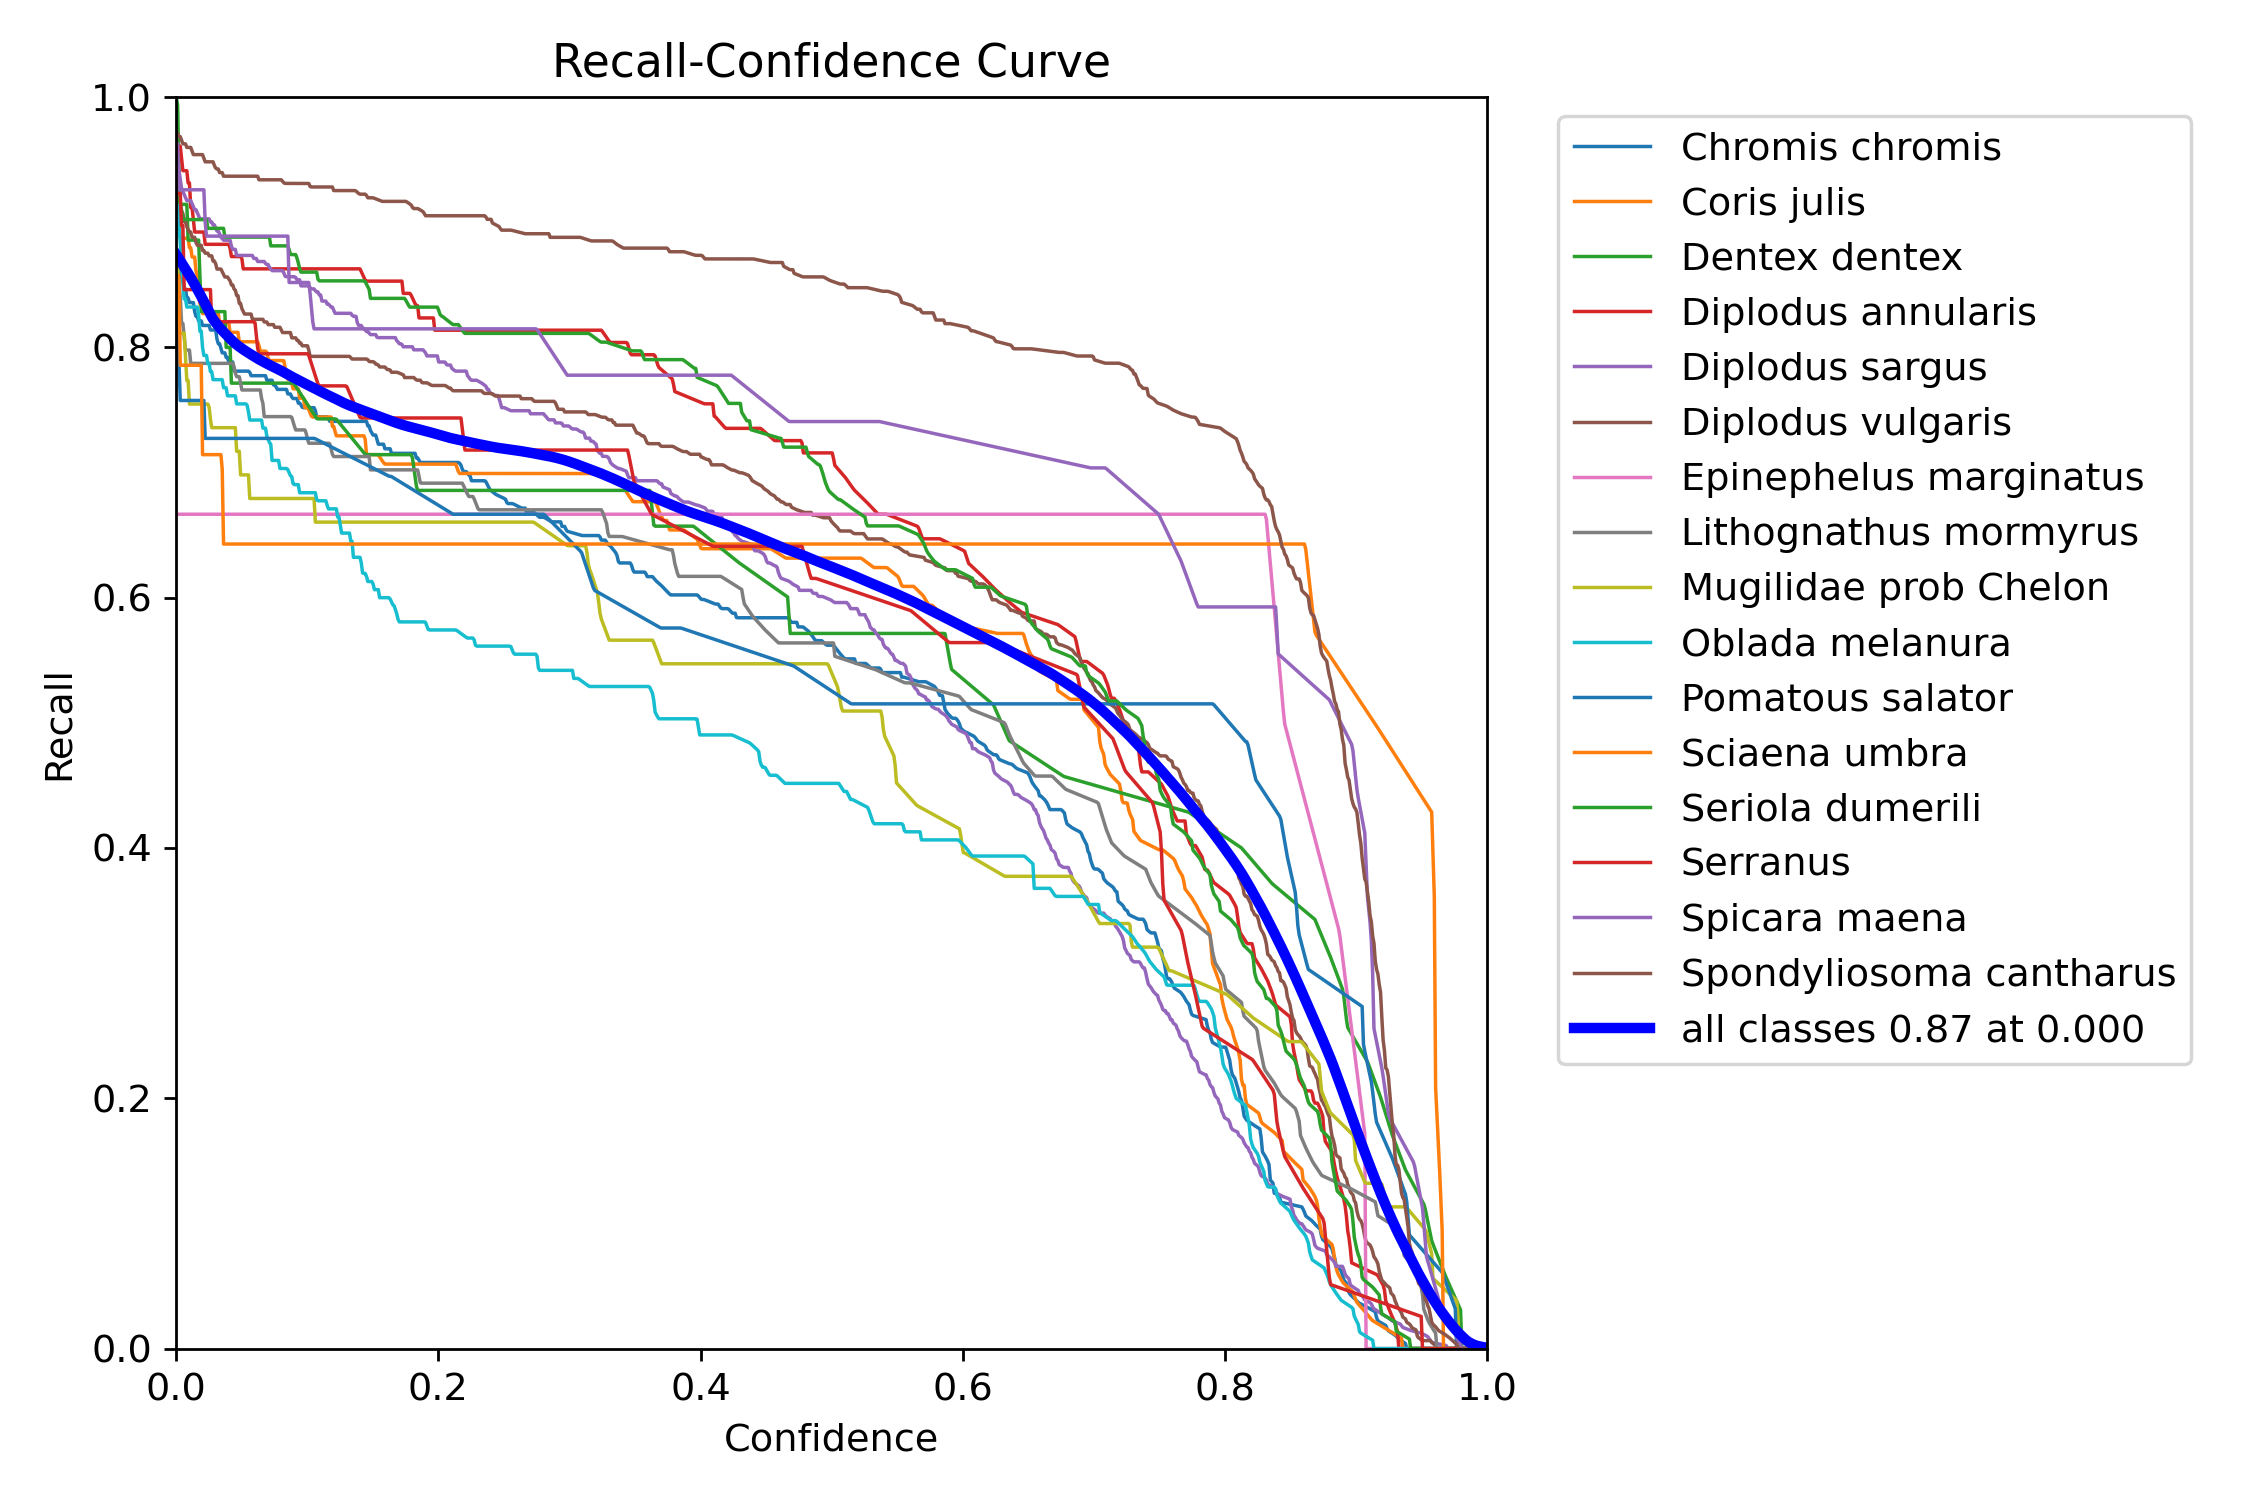 Recall-Confidence Curve
1.0
0.8
0.6
0.4
0.2
0.0
Recall
0.0 0.2 0.4 0.6 0.8 1.0
Confidence
Chromis chromis
Coris julis
Dentex dentex
Diplodus annularis
Diplodus sargus
Diplodus vulgaris
Epinephelus marginatus
Lithognathus mormyrus
Mugilidae prob Chelon
Oblada melanura
Pomatous salator
Sciaena umbra
Seriola dumerili
Serranus
Spicara maena
Spondyliosoma cantharus
all classes 0.87 at 0.000